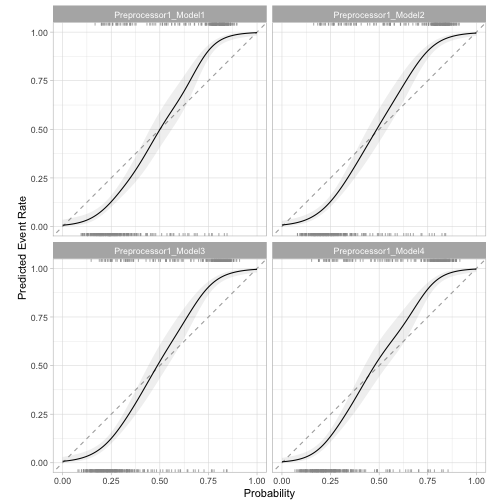 Preprocessor1_Model1
Preprocessor1_Model2
1.00
0.75
0.50
0.25
0.00
Predicted Event Rate
Preprocessor1_Model3
Preprocessor1_Model4
1.00
0.75
0.50
0.25
0.00
0.00 0.25 0.50 0.75 1.00
0.00 0.25 0.50 0.75 1.00
Probability